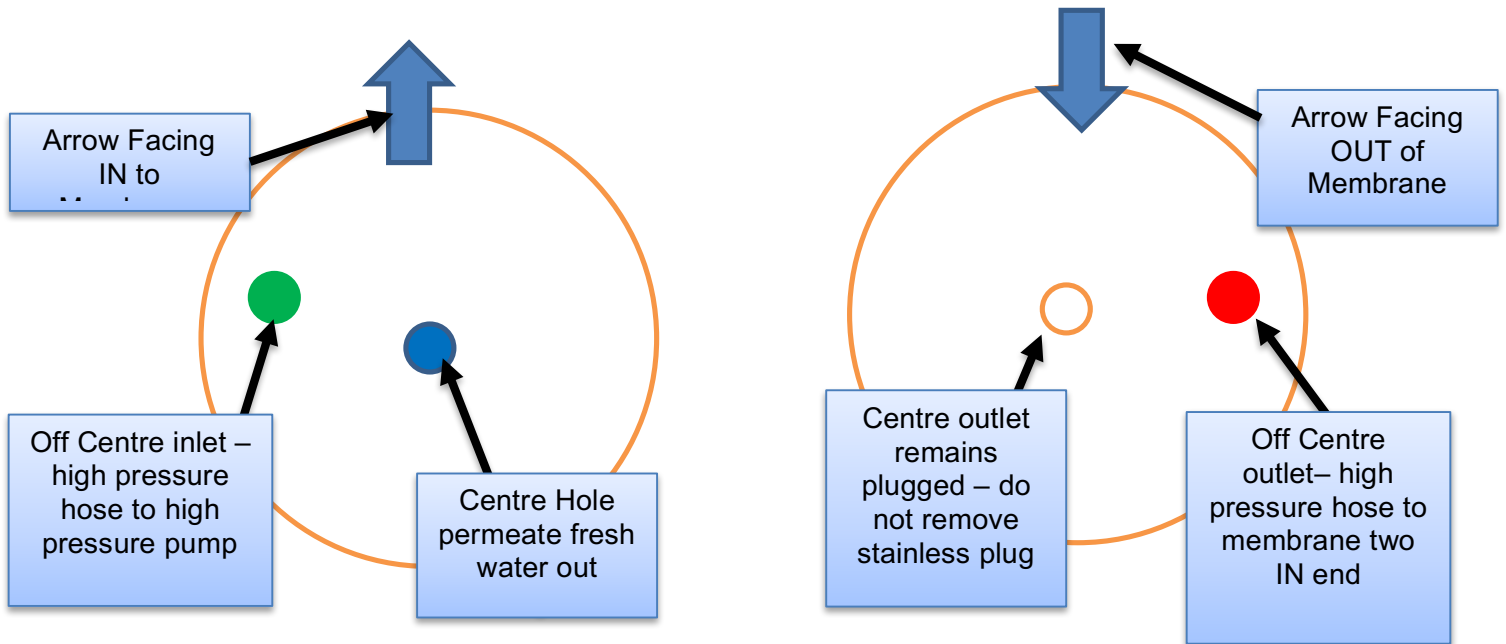 Arrow Facing
IN to
Arrow Facing
OUT of
Membrane
Off Centre inlet –
high pressure
hose to high
pressure pump
Centre Hole
permeate fresh
water out
Centre outlet
remains
plugged – do
not remove
stainless plug
Off Centre
outlet– high
pressure hose to
membrane two
IN end